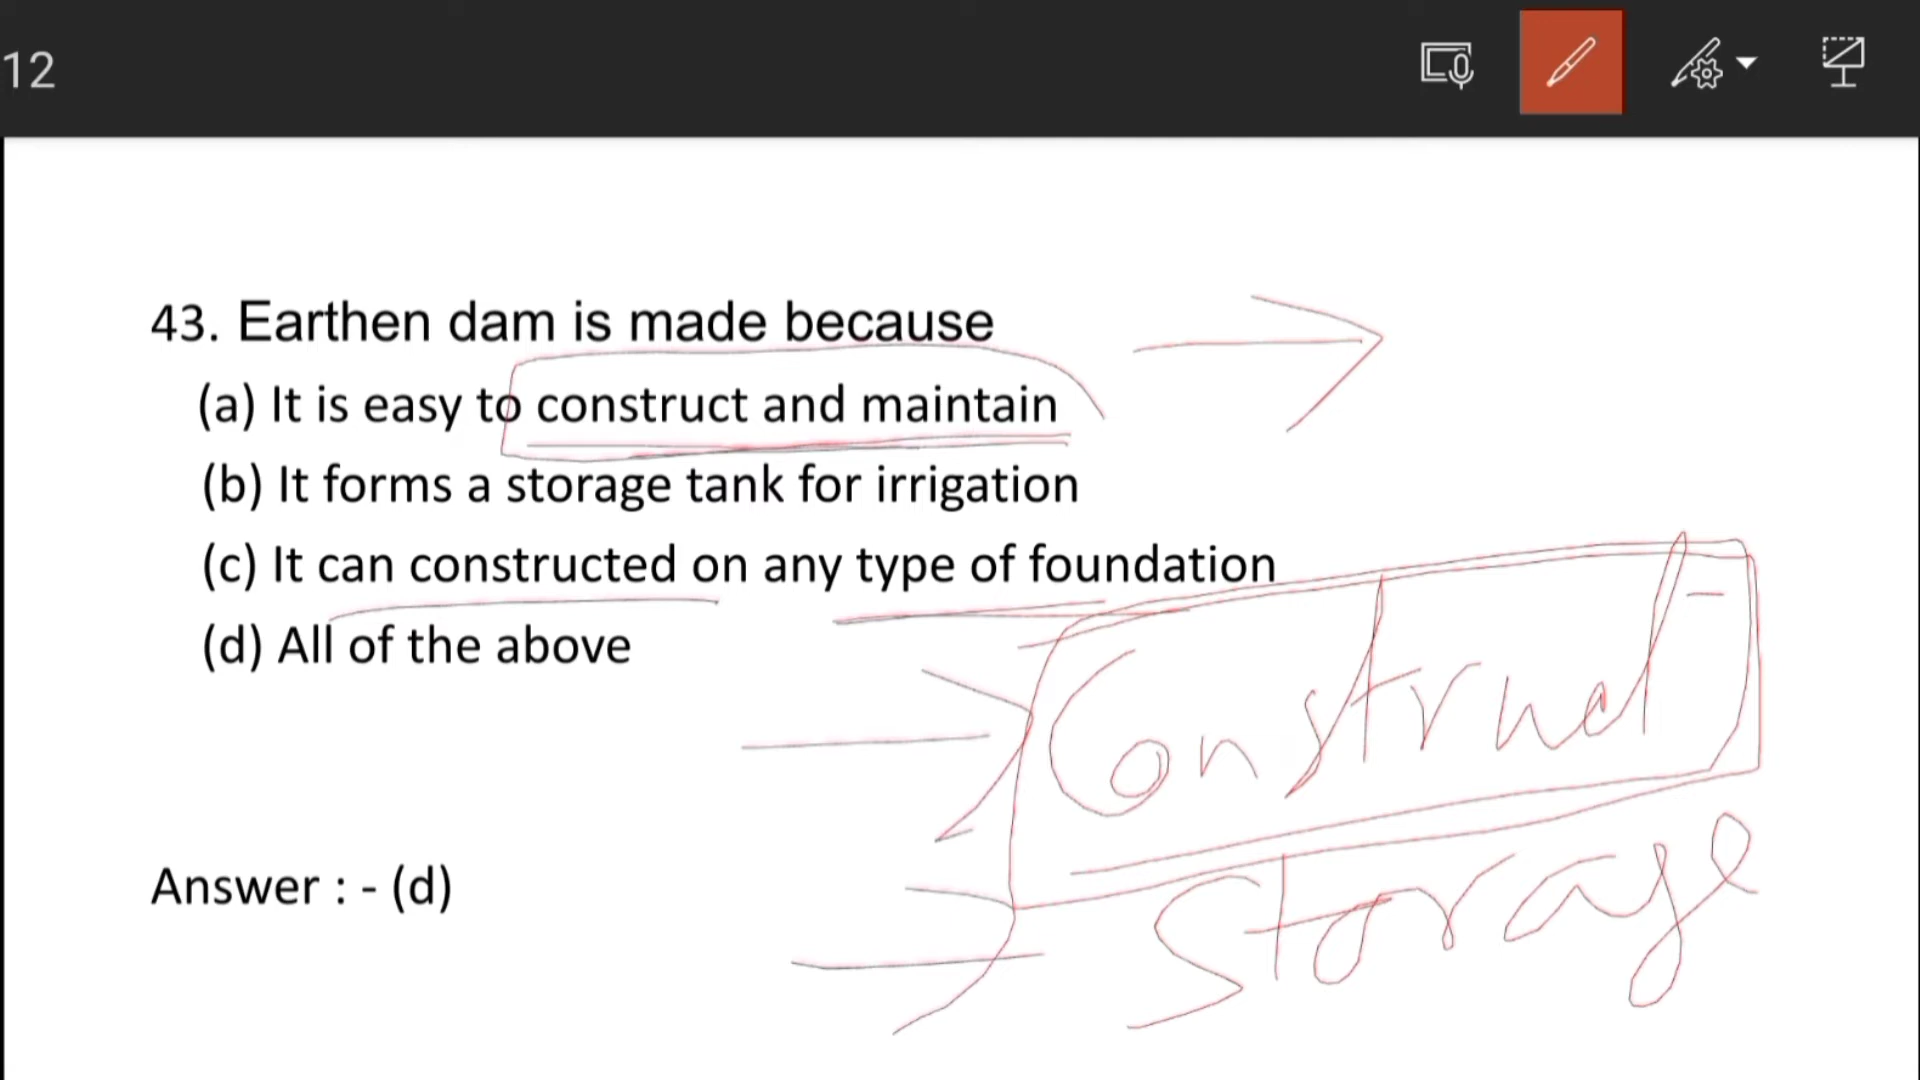 12
43. Earthen dam is made because
(a) It is easy to construct and maintain
(b) It forms a storage tank for irrigation
(c) It can constructed on any type of foundation
(d) All of the above
Construct
Storage
Answer : - (d)